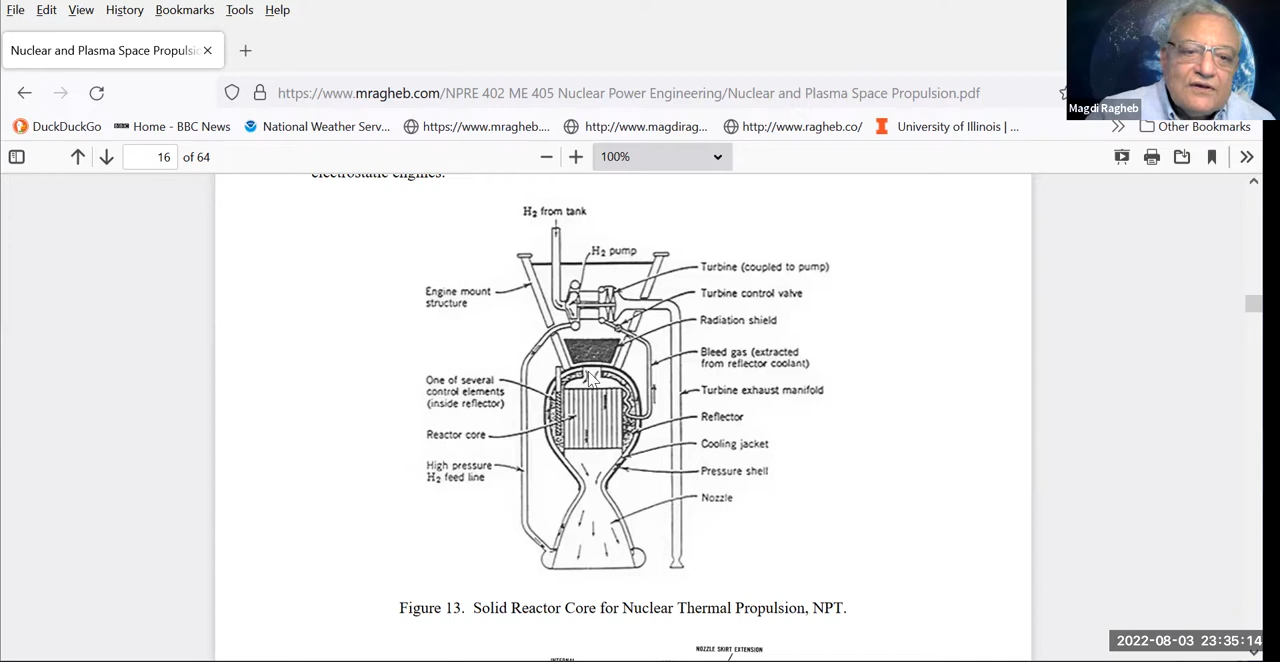 File Edit View History Bookmarks Tools Help
Nuclear and Plasma Space Propulsi
https://www.mragheb.com/NPRE 402 ME 405 Nuclear Power Engineering/Nuclear and Plasma Space Propulsion.pdf
Magdi Ragheb
DuckDuckGo Home - BBC News National Weather Serv... https://www.mragheb.... http://www.magdirag... http://www.ragheb.co/ University of Illinois |... Other Bookmarks
16 of 64 100%
electrostatic engines.
H2 from tank
H2 pump
Turbine (coupled to pump)
Engine mount
structure
Turbine control valve
Radiation shield
Bleed gas (extracted
from reflector coolant)
One of several
control elements
(inside reflector)
Turbine exhaust manifold
Reflector
Reactor core
Cooling jacket
High pressure
H2 feed line
Pressure shell
Nozzle
Figure 13. Solid Reactor Core for Nuclear Thermal Propulsion, NPT.
2022-08-03 23:35:14
NOZZLE SKIRT EXTENSION
INTERNAL